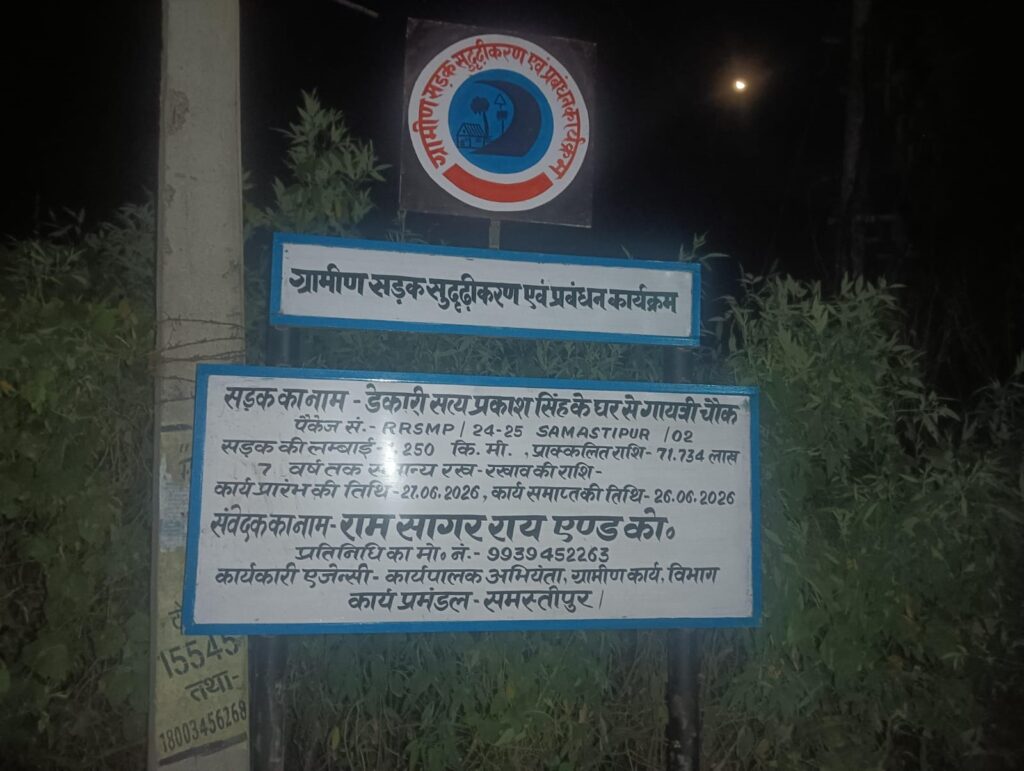 ग्रामीण सड़क सुदृढ़ीकरण एवं प्रबंधन कार्यक्रम
ग्रामीण सड़क सुदृढ़ीकरण एवं प्रबंधन कार्यक्रम
सड़क का नाम - डेकारी सत्य प्रकाश सिंह के घर से गायत्री चौक
पैकेज सं.- RRSMP / 24-25 SAMASTIPUR / 02
सड़क की लम्बाई- 250 कि. मी. , प्राक्कलित राशि- 71.734 लाख
7 वर्ष तक रख-रखाव की राशि-
कार्य प्रारंभ की तिथि-27.06.2026, कार्य समाप्त की तिथि-26.06.2026
संवेदक का नाम- राम सागर राय एण्ड को॰
प्रतिनिधि का मो॰ नं.- 9939452263
कार्यकारी एजेन्सी- कार्यपालक अभियंता, ग्रामीण कार्य, विभाग
कार्य प्रमंडल - समस्तीपुर।
15545
तथा-
18003456268